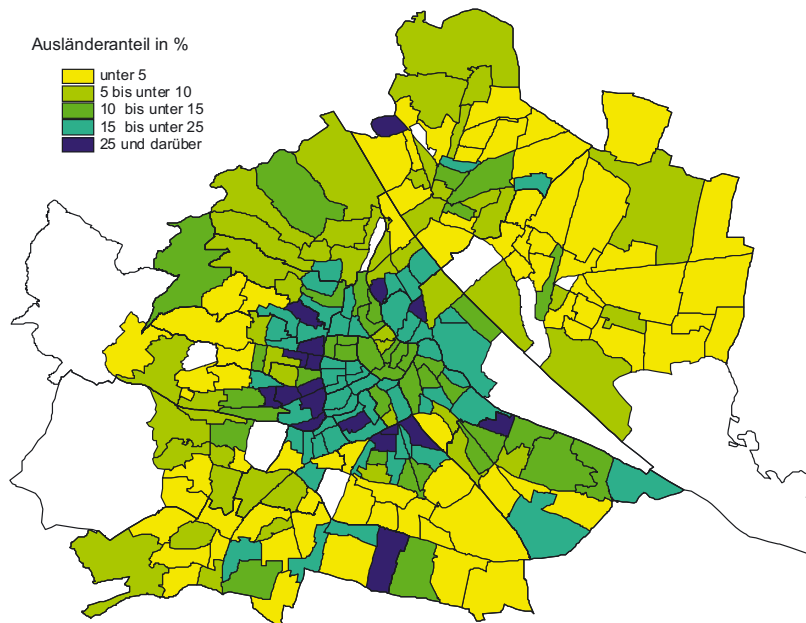 Ausländeranteil in %
unter 5
5 bis unter 10
10 bis unter 15
15 bis unter 25
25 und darüber